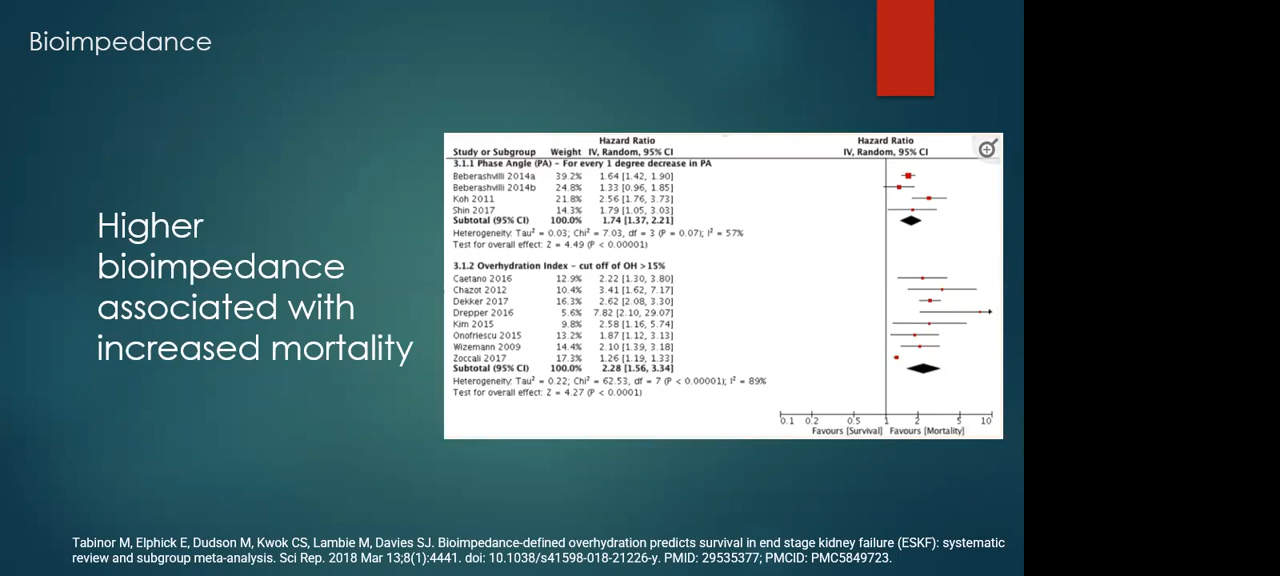 Bioimpedance
Higher
bioimpedance
associated with
increased mortality
Hazard Ratio Hazard Ratio
Study or Subgroup Weight IV, Random, 95% CI IV, Random, 95% CI
3.1.1 Phase Angle (PA) – For every 1 degree decrease in PA
Beberashvilli 2014a 39.2% 1.64 [1.42, 1.90]
Beberashvilli 2014b 24.8% 1.33 [0.96, 1.85]
Koh 2011 21.8% 2.56 [1.76, 3.73]
Shin 2017 14.3% 1.79 [1.05, 3.03]
Subtotal (95% CI) 100.0% 1.74 [1.37, 2.21]
Heterogeneity: Tau² = 0.03; Chi² = 7.03, df = 3 (P = 0.07); I² = 57%
Test for overall effect: Z = 4.49 (P < 0.00001)
3.1.2 Overhydration Index – cut off of OH >15%
Caetano 2016 12.9% 2.22 [1.30, 3.80]
Chazot 2012 10.4% 3.41 [1.62, 7.17]
Dekker 2017 16.3% 2.62 [2.08, 3.30]
Drepper 2016 5.6% 7.82 [2.10, 29.07]
Kim 2015 9.8% 2.58 [1.16, 5.74]
Onofriescu 2015 13.2% 1.87 [1.12, 3.13]
Wizemann 2009 14.4% 2.10 [1.39, 3.18]
Zoccali 2017 17.3% 1.26 [1.19, 1.33]
Subtotal (95% CI) 100.0% 2.28 [1.56, 3.34]
Heterogeneity: Tau² = 0.22; Chi² = 62.53, df = 7 (P < 0.00001); I² = 89%
Test for overall effect: Z = 4.27 (P < 0.0001)
0.1 0.2 0.5 1 2 5 10
Favours [Survival] Favours [Mortality]
Tabinor M, Elphick E, Dudson M, Kwok CS, Lambie M, Davies SJ. Bioimpedance-defined overhydration predicts survival in end stage kidney failure (ESKF): systematic
review and subgroup meta-analysis. Sci Rep. 2018 Mar 13;8(1):4441. doi: 10.1038/s41598-018-21226-y. PMID: 29535377; PMCID: PMC5849723.